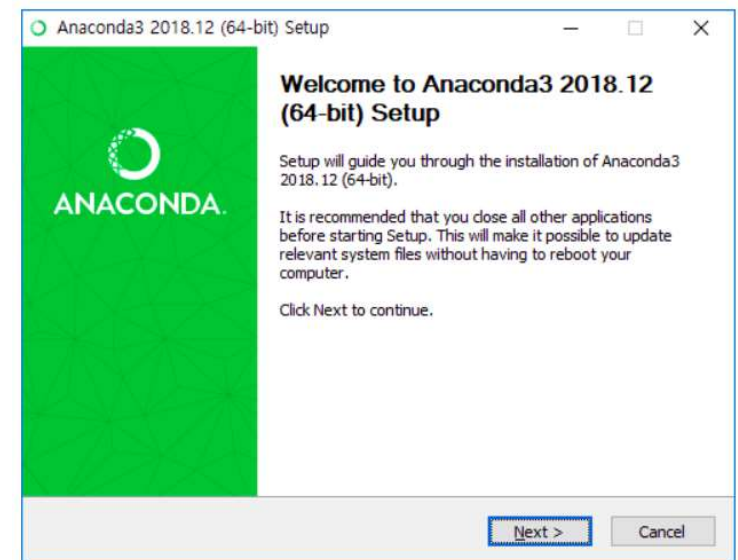 Anaconda3 2018.12 (64-bit) Setup
Welcome to Anaconda3 2018.12
(64-bit) Setup
ANACONDA.
Setup will guide you through the installation of Anaconda3
2018.12 (64-bit).
It is recommended that you close all other applications
before starting Setup. This will make it possible to update
relevant system files without having to reboot your
computer.
Click Next to continue.
Next >
Cancel